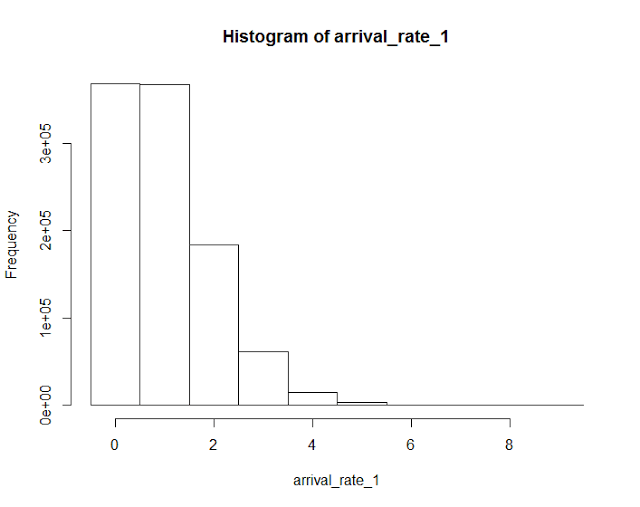 Histogram of arrival_rate_1
Frequency
3e+05
2e+05
1e+05
0e+00
0 2 4 6 8
arrival_rate_1